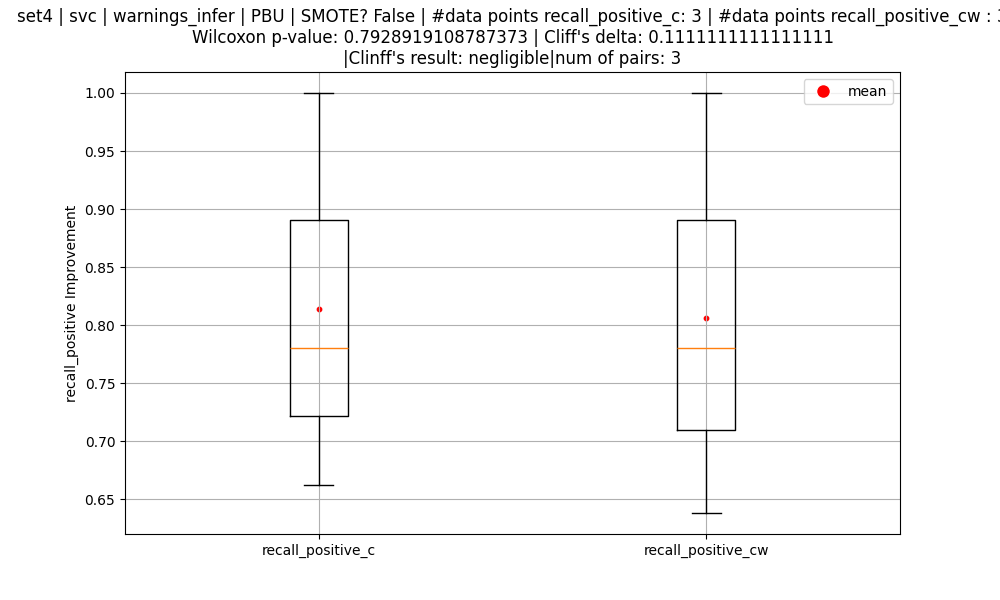 set4 | svc | warnings_infer | PBU | SMOTE? False | #data points recall_positive_c: 3 | #data points recall_positive_cw :
Wilcoxon p-value: 0.7928919108787373 | Cliff's delta: 0.1111111111111111
|Clinff's result: negligible|num of pairs: 3
mean
1.00
0.95
0.90
0.85
0.80
0.75
0.70
0.65
recall_positive Improvement
recall_positive_c
recall_positive_cw